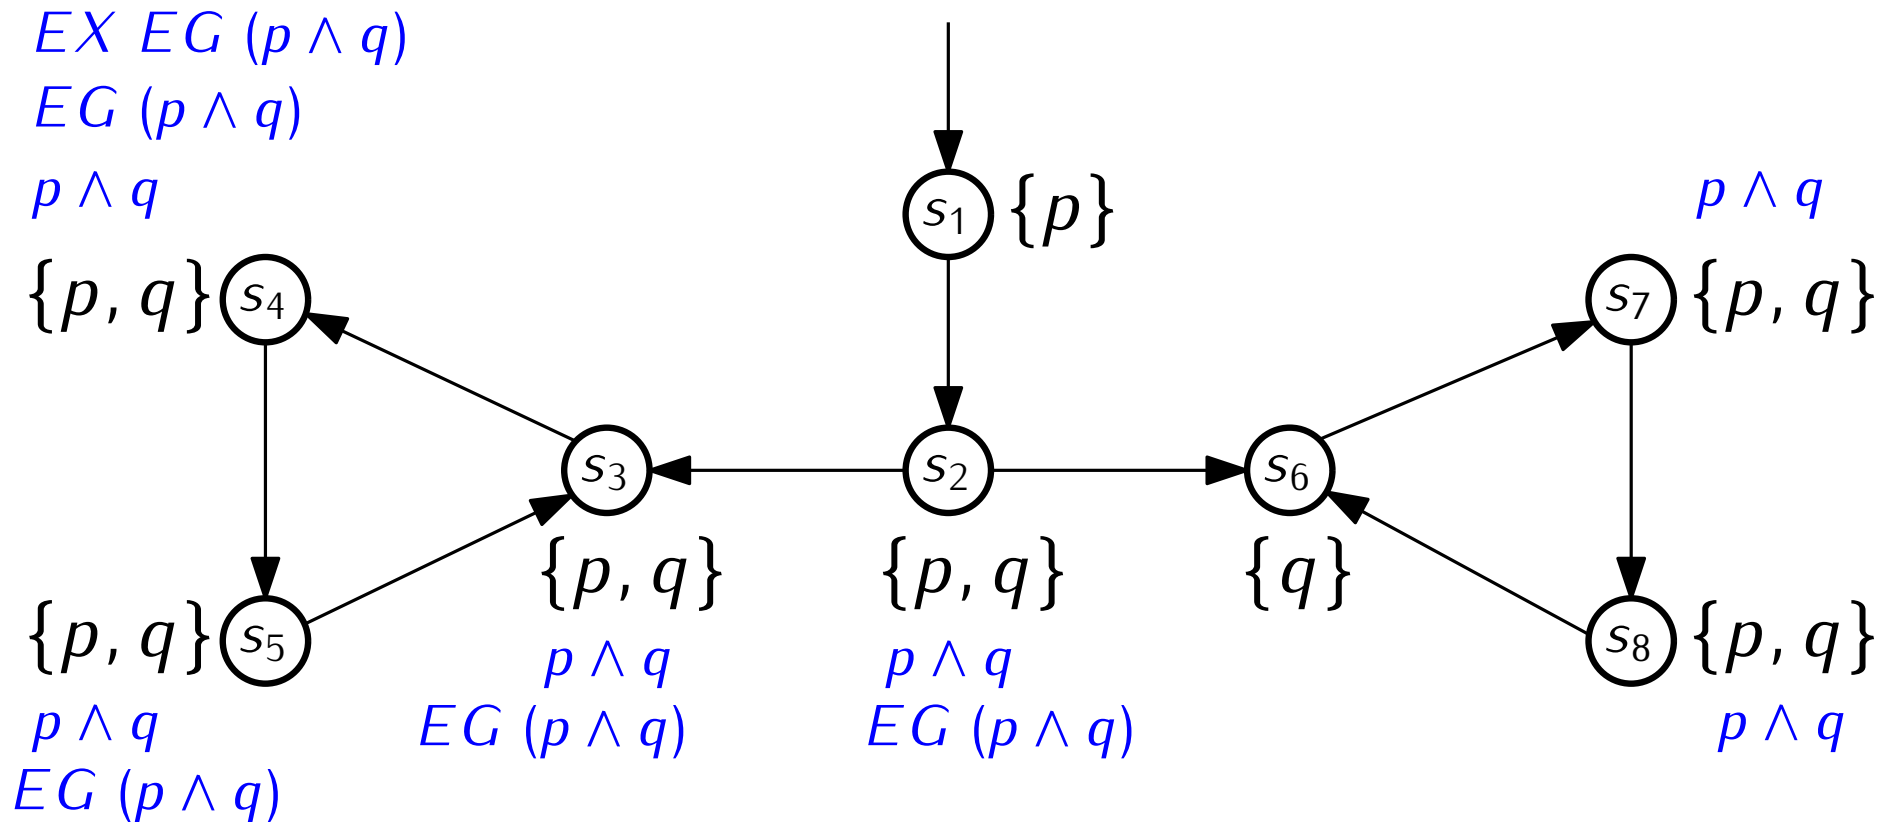 EX EG (p ∧ q)
EG (p ∧ q)
p ∧ q
p ∧ q
s₁ {p}
{p, q} s₄
s₇ {p, q}
s₃
s₂
s₆
{p, q}
{p, q}
{q}
{p, q} s₅
s₈ {p, q}
p ∧ q
p ∧ q
p ∧ q
EG (p ∧ q)
EG (p ∧ q)
p ∧ q
EG (p ∧ q)